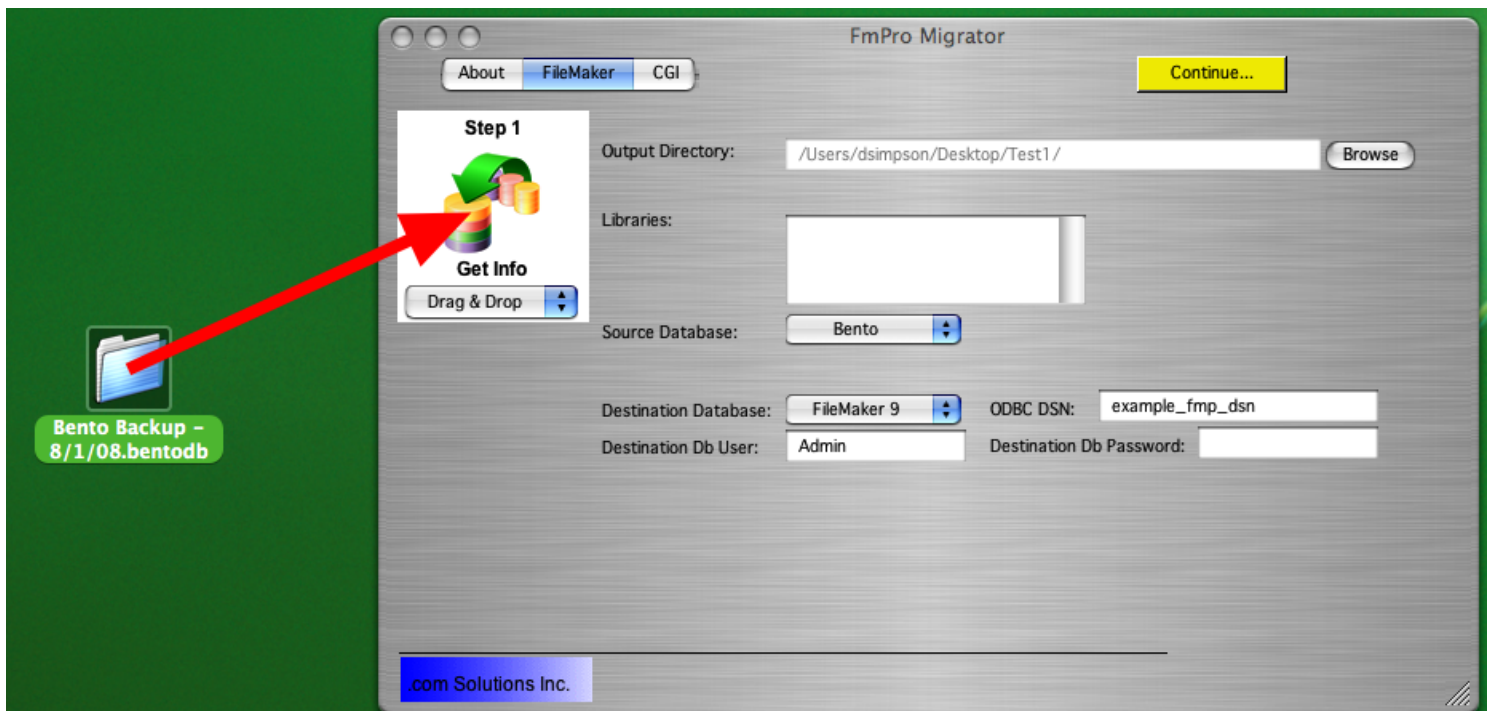 FmPro Migrator
About FileMaker CGI
Continue...
Step 1
Output Directory: /Users/dsimpson/Desktop/Test1/ Browse
Libraries:
Get Info
Drag & Drop
Source Database: Bento
Bento Backup –
8/1/08.bentodb
Destination Database: FileMaker 9 ODBC DSN: example_fmp_dsn
Destination Db User: Admin Destination Db Password:
.com Solutions Inc.